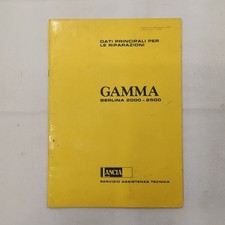 DATI PRINCIPALI PER
LE RIPARAZIONI
GAMMA
BERLINA 2000-2500
LANCIA
SERVIZIO ASSISTENZA TECNICA